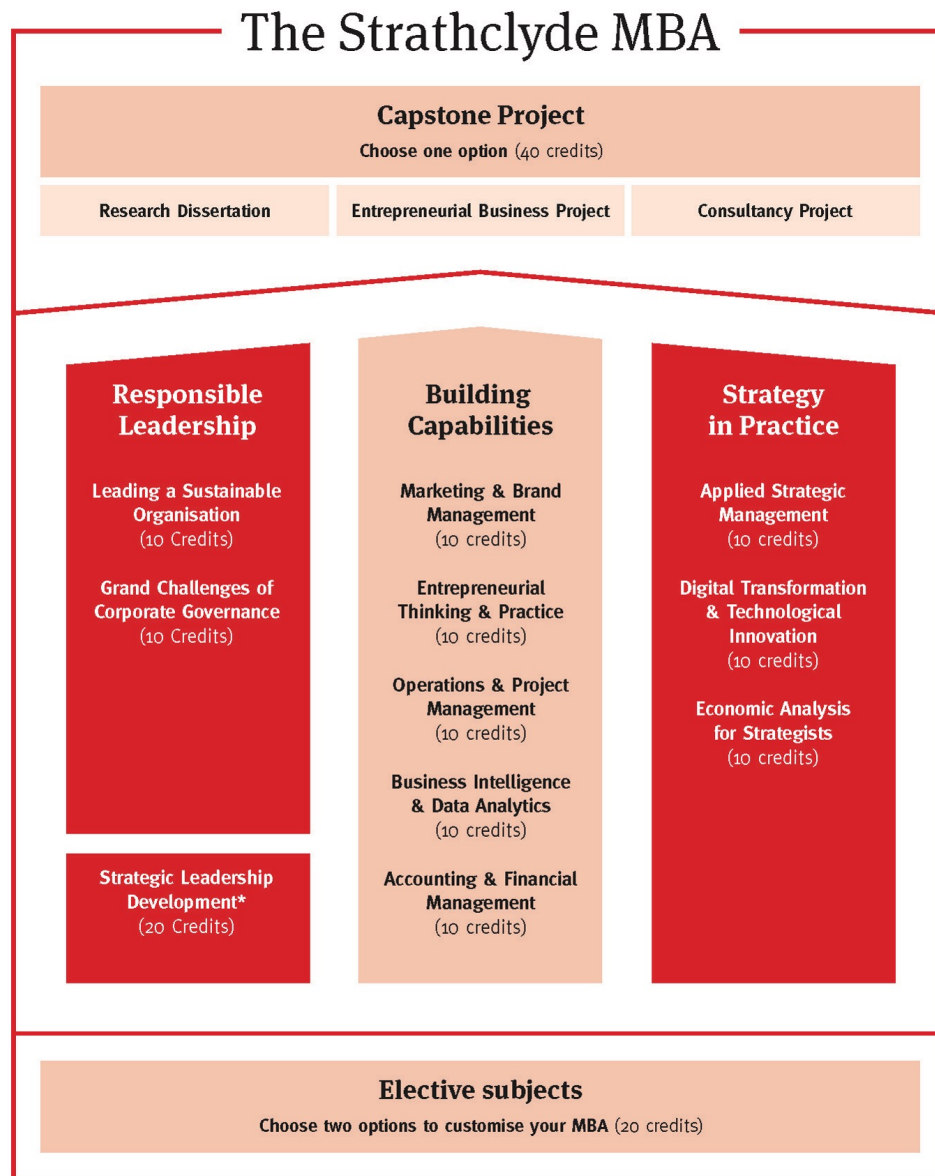 The Strathclyde MBA
Capstone Project
Choose one option (40 credits)
Research Dissertation
Entrepreneurial Business Project
Consultancy Project
Responsible
Leadership
Leading a Sustainable
Organisation
(10 Credits)
Grand Challenges of
Corporate Governance
(10 Credits)
Strategic Leadership
Development*
(20 Credits)
Building
Capabilities
Marketing & Brand
Management
(10 credits)
Entrepreneurial
Thinking & Practice
(10 credits)
Operations & Project
Management
(10 credits)
Business Intelligence
& Data Analytics
(10 credits)
Accounting & Financial
Management
(10 credits)
Strategy
in Practice
Applied Strategic
Management
(10 credits)
Digital Transformation
& Technological
Innovation
(10 credits)
Economic Analysis
for Strategists
(10 credits)
Elective subjects
Choose two options to customise your MBA (20 credits)